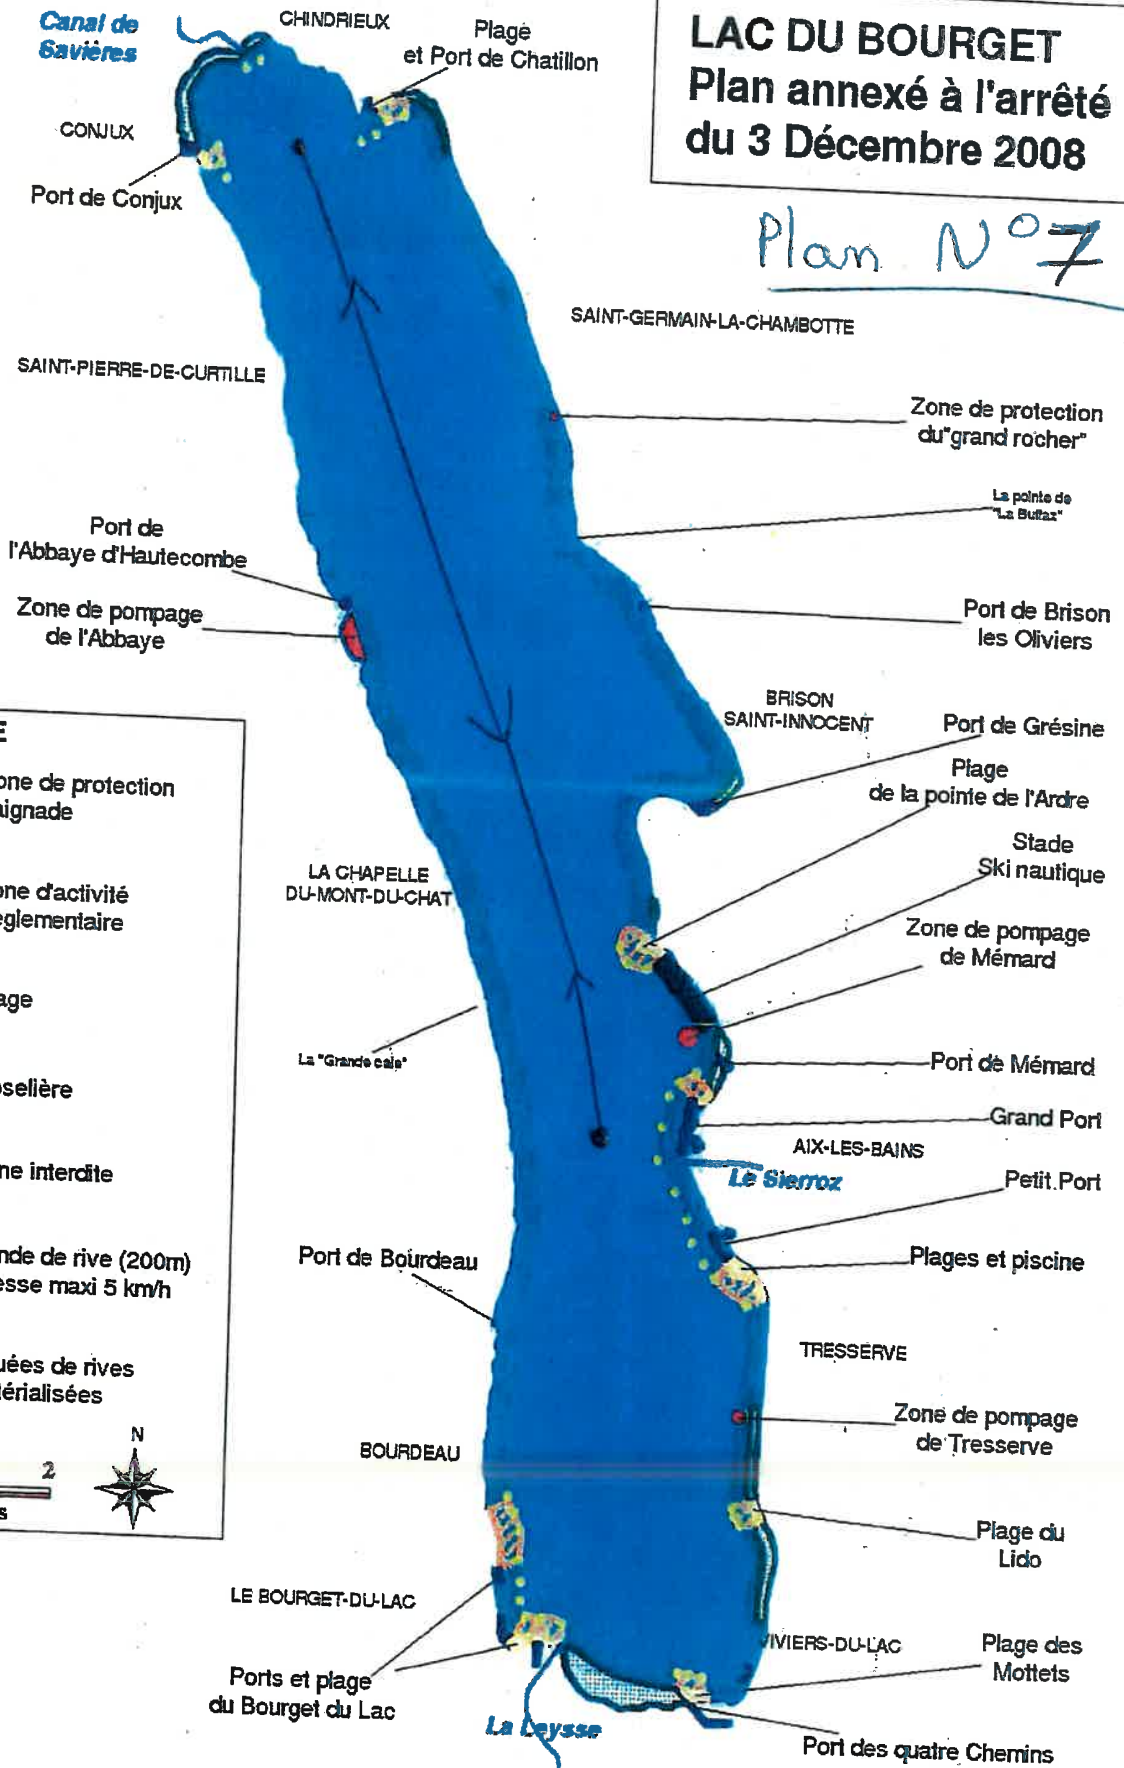 Canal de
Savières
CHINDRIEUX
Plage
et Port de Chatillon
LAC DU BOURGET
Plan annexé à l'arrêté
du 3 Décembre 2008
Plan N° 7
CONJUX
Port de Conjux
SAINT-GERMAIN-LA-CHAMBOTTE
SAINT-PIERRE-DE-CURTILLE
Zone de protection
du"grand rocher"
La pointe de
"La Buffaz"
Port de
l'Abbaye d'Hautecombe
Zone de pompage
de l'Abbaye
Port de Brison
les Oliviers
BRISON
SAINT-INNOCENT
Port de Grésine
Plage
de la pointe de l'Ardre
Stade
Ski nautique
LA CHAPELLE
DU-MONT-DU-CHAT
Zone de pompage
de Mémard
La "Grande cale"
Port de Mémard
Grand Port
AIX-LES-BAINS
Le Sierroz
Petit Port
Port de Bourdeau
Plages et piscine
TRESSERVE
Zone de pompage
de Tresserve
BOURDEAU
Plage du
Lido
LE BOURGET-DU-LAC
VIVIERS-DU-LAC
Plage des
Mottets
Ports et plage
du Bourget du Lac
La Leysse
Port des quatre Chemins
E
one de protection
aignade
one d'activité
églementaire
age
oselière
ne interdite
nde de rive (200m)
esse maxi 5 km/h
uées de rives
térialisées
N
2
s